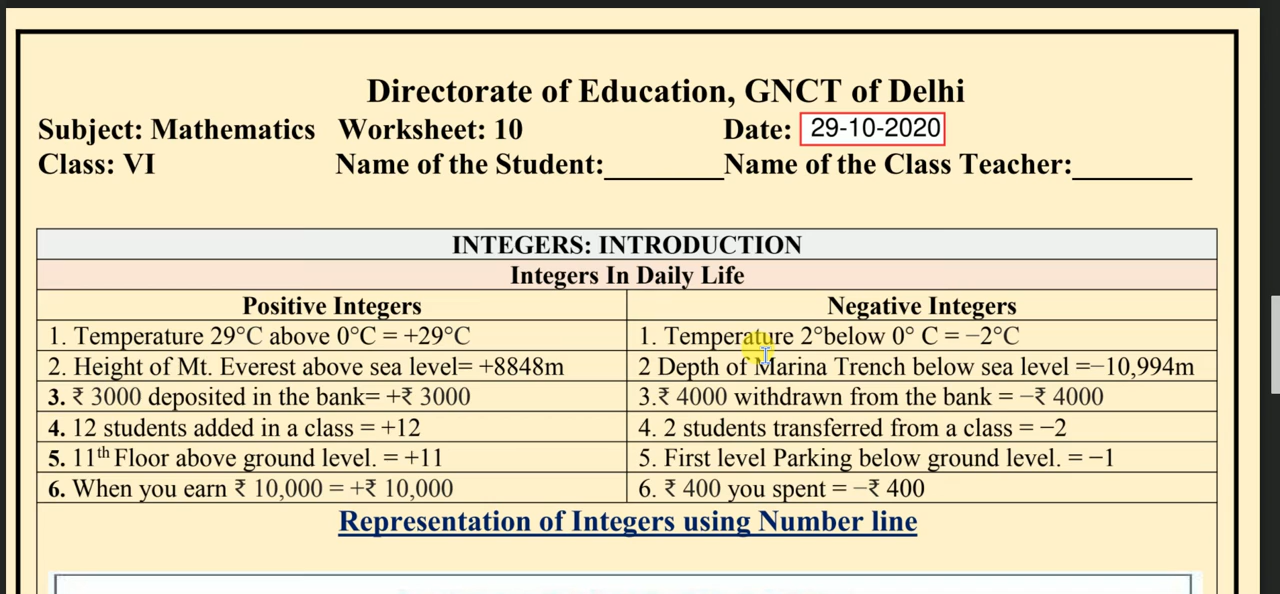 Directorate of Education, GNCT of Delhi
Subject: Mathematics Worksheet: 10 Date: 29-10-2020
Class: VI Name of the Student:________ Name of the Class Teacher:________
INTEGERS: INTRODUCTION
Integers In Daily Life
Positive Integers Negative Integers
1. Temperature 29°C above 0°C = +29°C 1. Temperature 2°below 0° C = −2°C
2. Height of Mt. Everest above sea level= +8848m 2 Depth of Marina Trench below sea level =−10,994m
3. ₹ 3000 deposited in the bank= +₹ 3000 3.₹ 4000 withdrawn from the bank = −₹ 4000
4. 12 students added in a class = +12 4. 2 students transferred from a class = −2
5. 11th Floor above ground level. = +11 5. First level Parking below ground level. = −1
6. When you earn ₹ 10,000 = +₹ 10,000 6. ₹ 400 you spent = −₹ 400
Representation of Integers using Number line